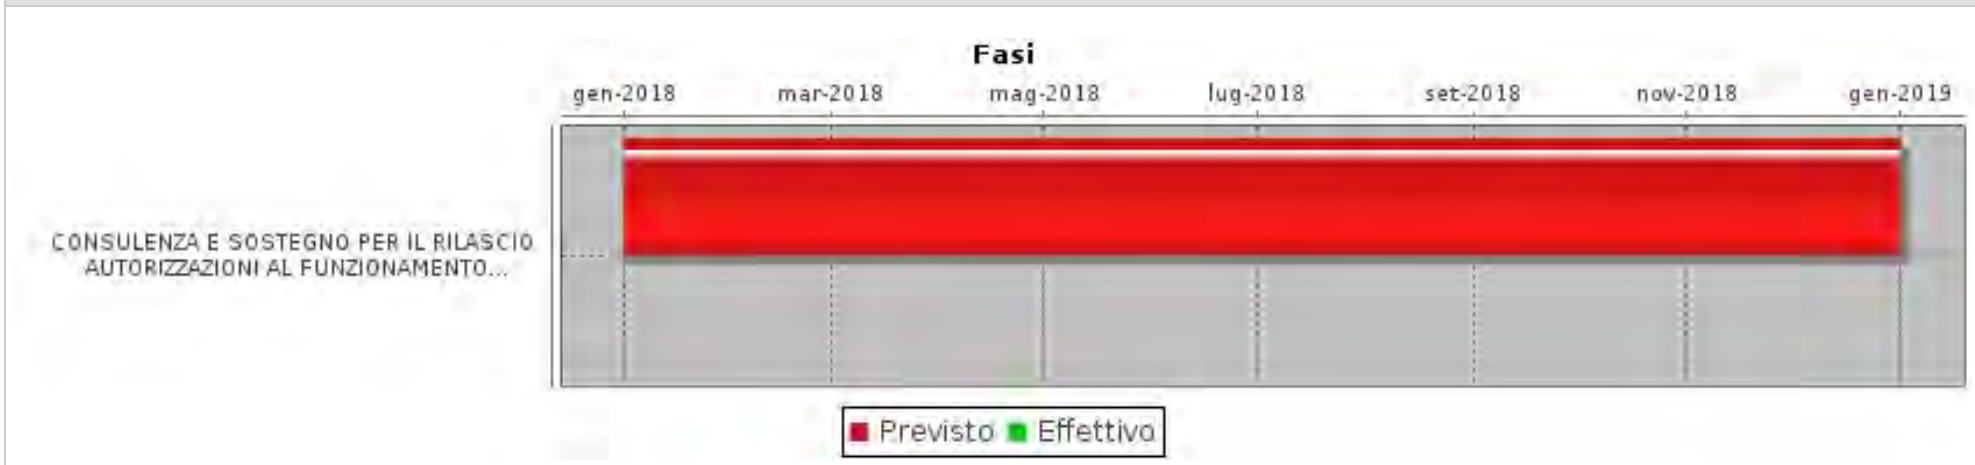 Fasi
gen-2018 mar-2018 mag-2018 lug-2018 set-2018 nov-2018 gen-2019
CONSULENZA E SOSTEGNO PER IL RILASCIO
AUTORIZZAZIONI AL FUNZIONAMENTO...
Previsto Effettivo